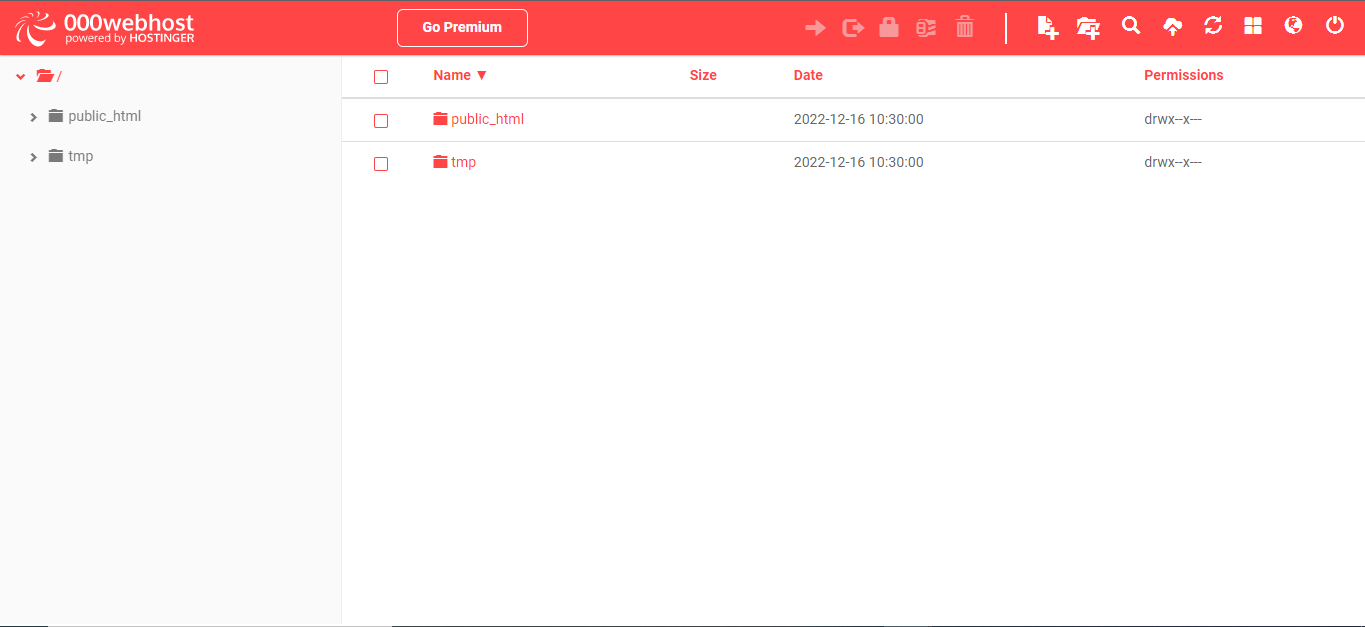 000webhost
powered by HOSTINGER
Go Premium
/
public_html
tmp
Name ▼ Size Date Permissions
public_html 2022-12-16 10:30:00 drwx--x---
tmp 2022-12-16 10:30:00 drwx--x---